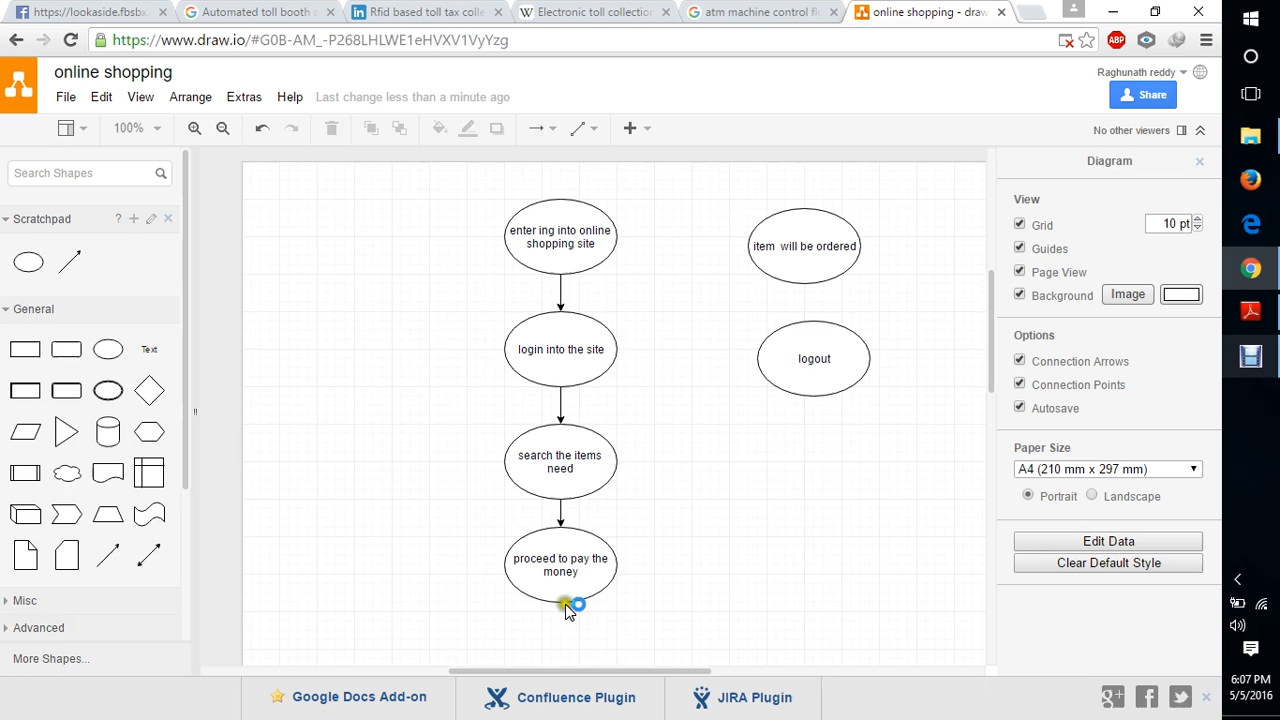 https://lookaside.fbsbx
Automated toll booth
Rfid based toll tax coll
Electronic toll collection
atm machine control fl
online shopping - draw
https://www.draw.io/#G0B-AM_-P268LHLWE1eHVXV1VyYzg
ABP
online shopping
Raghunath reddy
File Edit View Arrange Extras Help Last change less than a minute ago
Share
100%
No other viewers
Search Shapes
Diagram
Scratchpad ?
View
Grid 10 pt
Guides
Page View
Background Image
General
Text
Options
Connection Arrows
Connection Points
Autosave
Paper Size
A4 (210 mm x 297 mm)
Portrait Landscape
Edit Data
Clear Default Style
enter ing into online
shopping site
login into the site
search the items
need
proceed to pay the
money
item will be ordered
logout
Misc
Advanced
More Shapes...
Google Docs Add-on
Confluence Plugin
JIRA Plugin
6:07 PM
5/5/2016